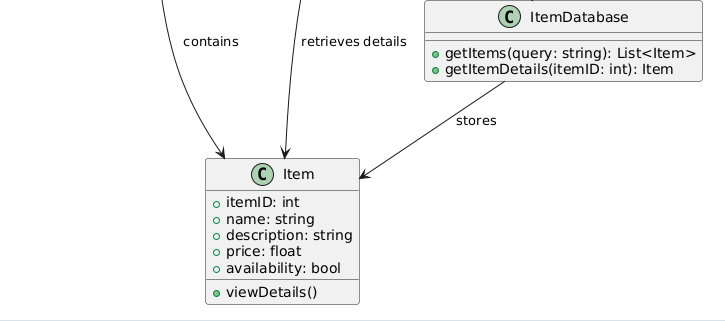 C ItemDatabase
getItems(query: string): List<Item>
getItemDetails(itemID: int): Item
contains
retrieves details
stores
C Item
itemID: int
name: string
description: string
price: float
availability: bool
viewDetails()